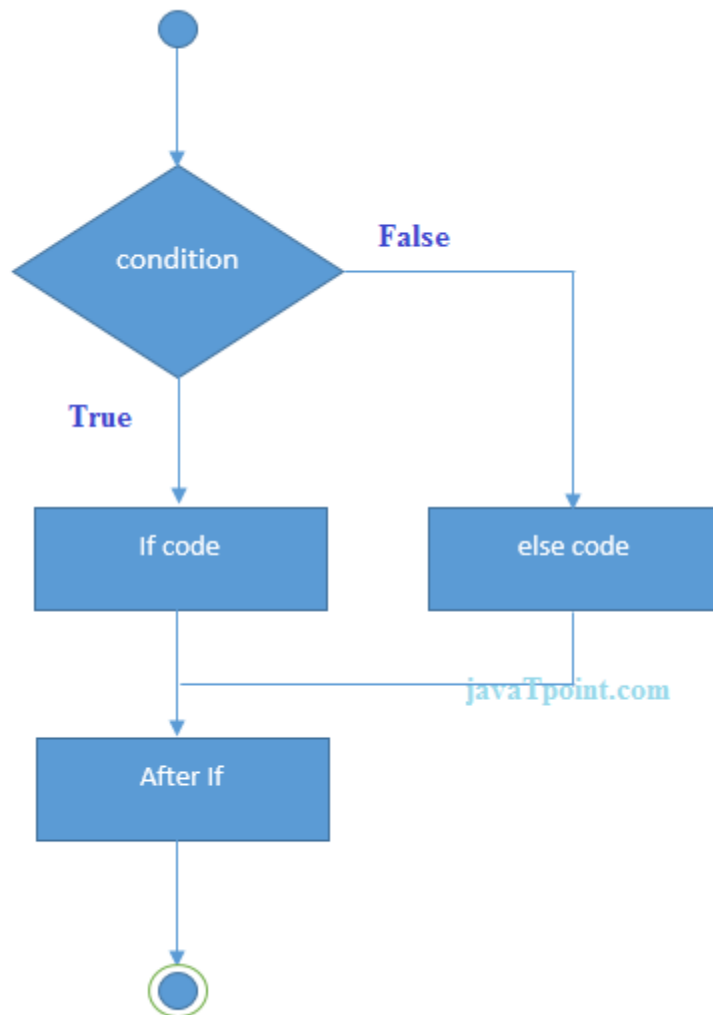 condition
False
True
If code
else code
javaTpoint.com
After If